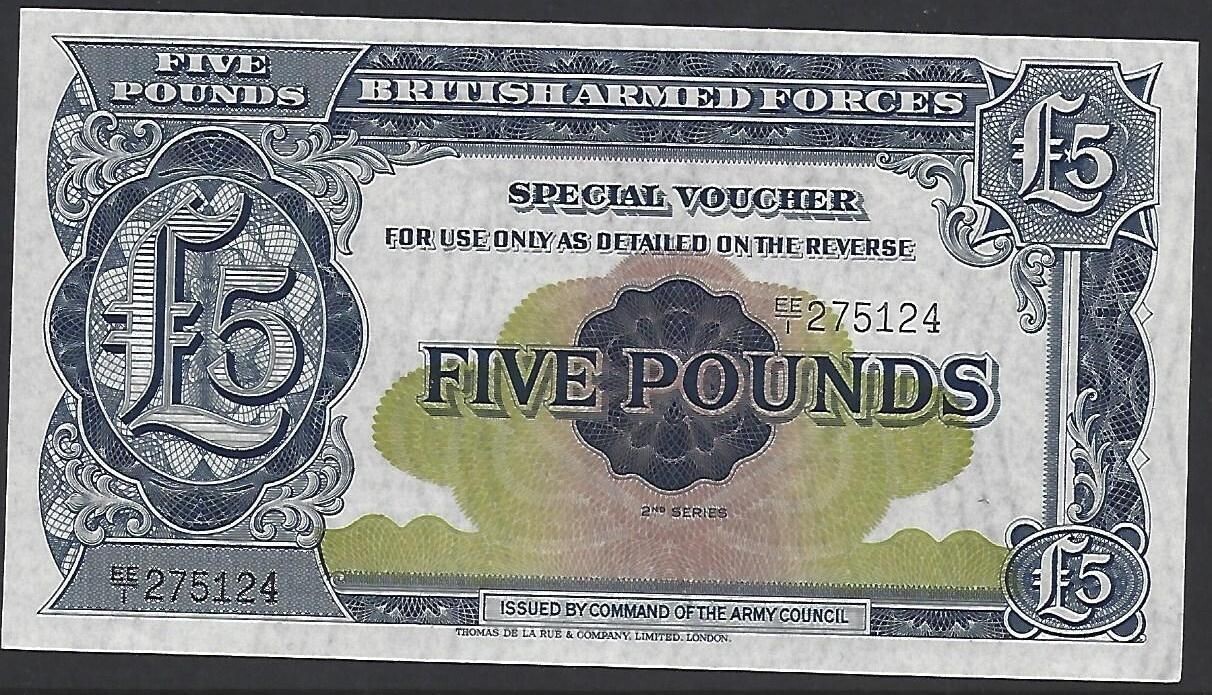 FIVE
POUNDS
BRITISH ARMED FORCES
£5
SPECIAL VOUCHER
FOR USE ONLY AS DETAILED ON THE REVERSE
£5
EE/1 275124
FIVE POUNDS
2ND SERIES
EE/1 275124
£5
ISSUED BY COMMAND OF THE ARMY COUNCIL
THOMAS DE LA RUE & COMPANY, LIMITED. LONDON.